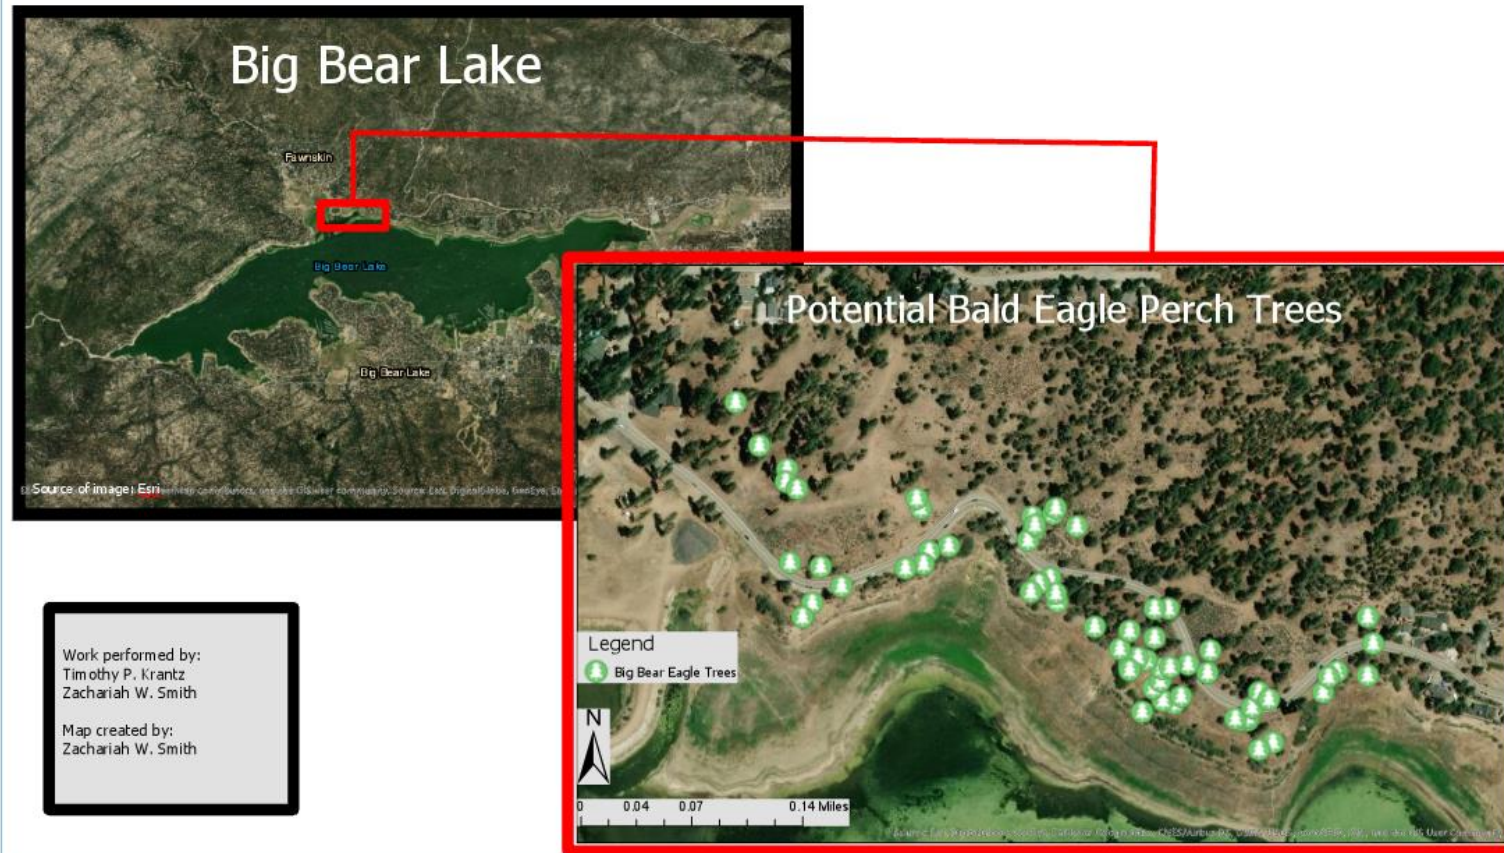 Big Bear Lake
Fawnskin
Big Bear Lake
Big Bear Lake
Source of image: Esri
Potential Bald Eagle Perch Trees
Legend
Big Bear Eagle Trees
N
0 0.04 0.07 0.14 Miles
Work performed by:
Timothy P. Krantz
Zachariah W. Smith
Map created by:
Zachariah W. Smith